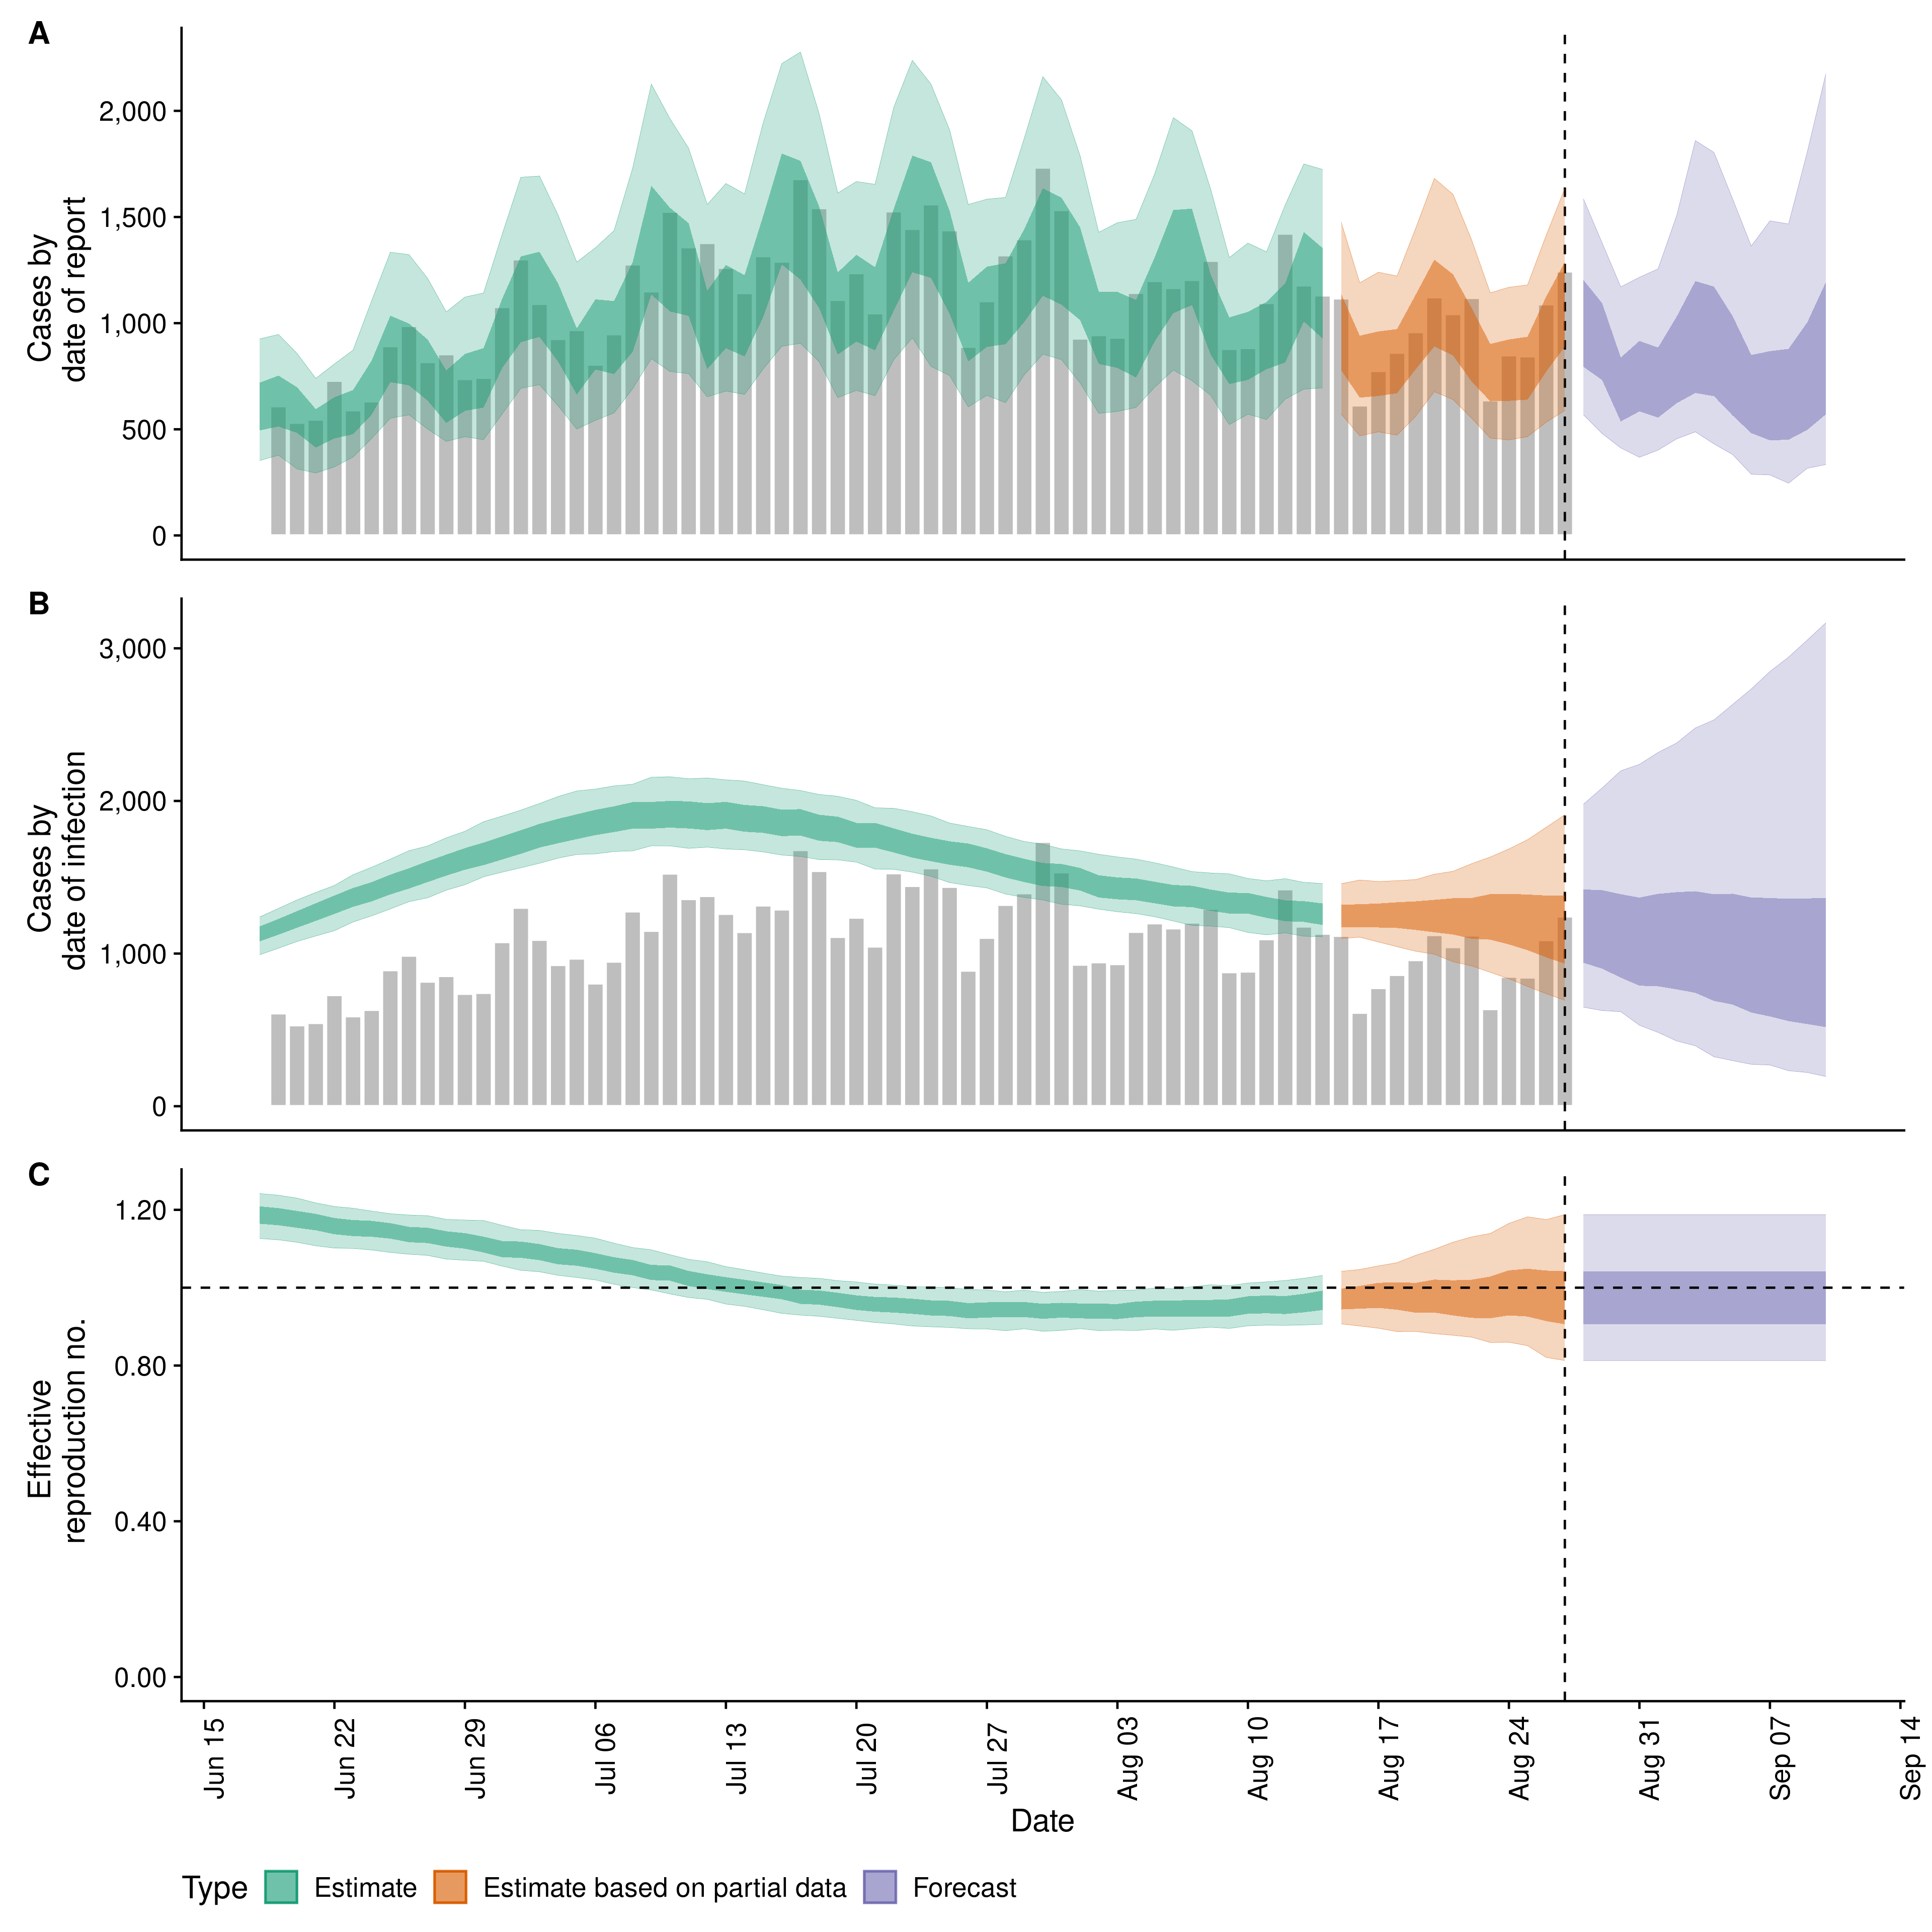 A
Cases by
date of report
2,000
1,500
1,000
500
0
B
Cases by
date of infection
3,000
2,000
1,000
0
C
Effective
reproduction no.
1.20
0.80
0.40
0.00
Jun 15
Jun 22
Jun 29
Jul 06
Jul 13
Jul 20
Jul 27
Aug 03
Aug 10
Aug 17
Aug 24
Aug 31
Sep 07
Sep 14
Date
Type Estimate Estimate based on partial data Forecast